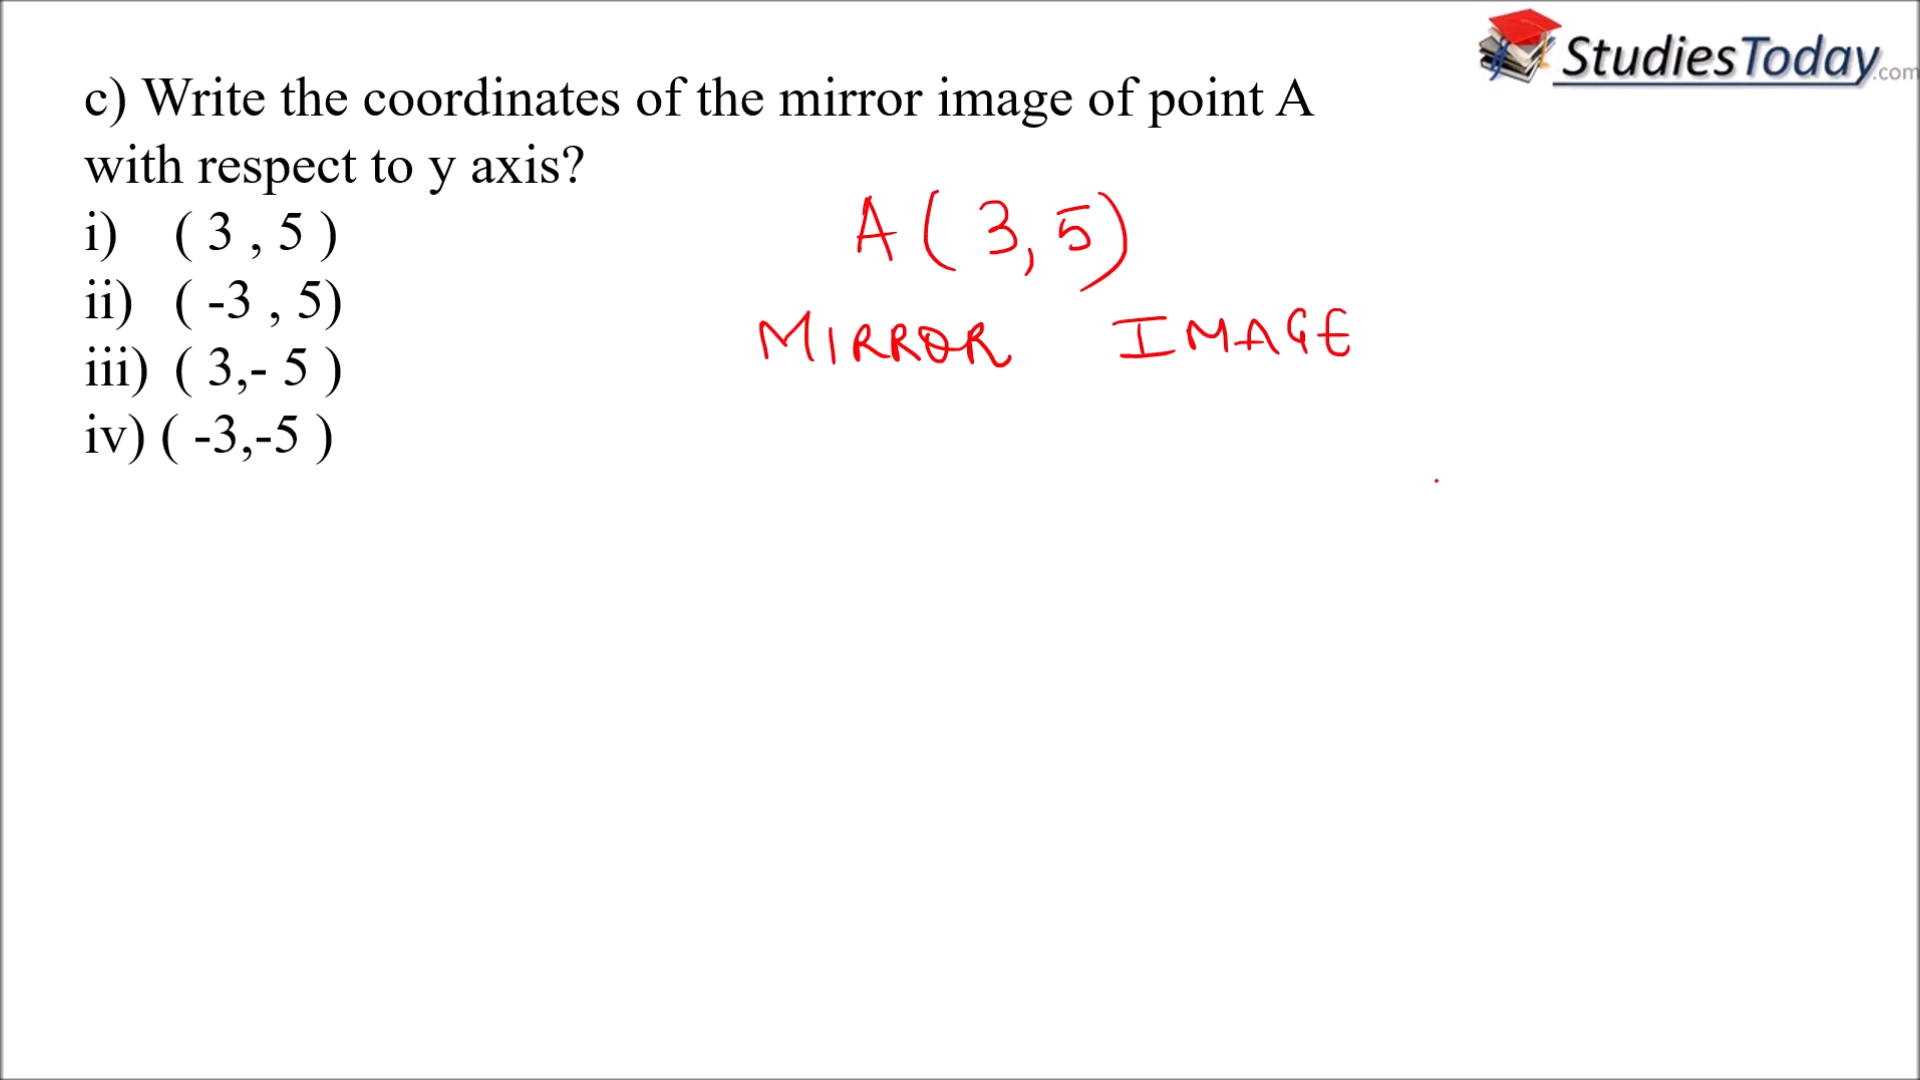 StudiesToday.com
c) Write the coordinates of the mirror image of point A
with respect to y axis?
i) ( 3 , 5 )
ii) ( -3 , 5)
iii) ( 3,- 5 )
iv) ( -3,-5 )
A ( 3, 5)
MIRROR IMAGE